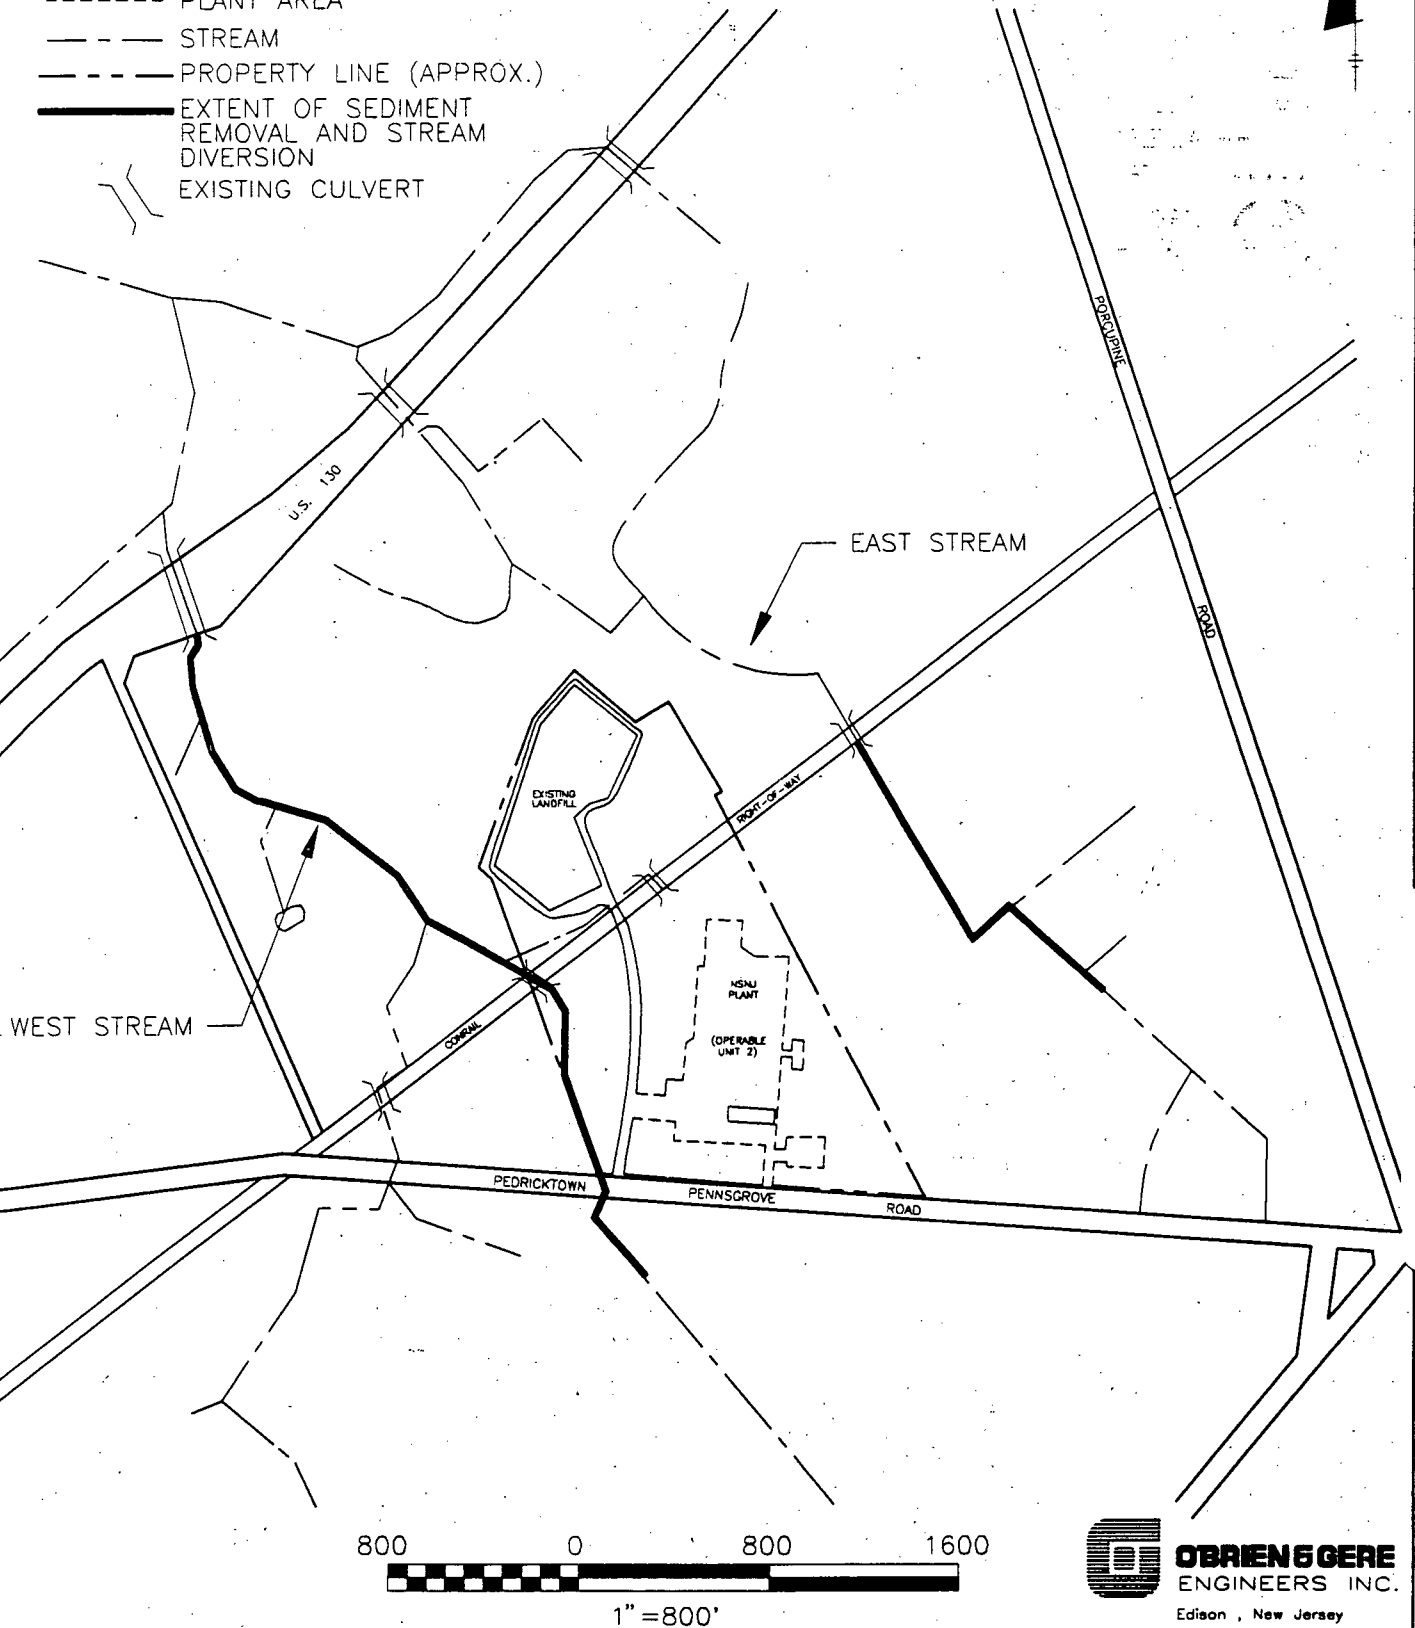 PLANT AREA
STREAM
PROPERTY LINE (APPROX.)
EXTENT OF SEDIMENT
REMOVAL AND STREAM
DIVERSION
EXISTING CULVERT
PORCUPINE
ROAD
U.S. 130
EAST STREAM
EXISTING
LANDFILL
RIGHT-OF-WAY
NSNJ
PLANT
(OPERABLE
UNIT 2)
WEST STREAM
CONRAIL
PEDRICKTOWN
PENNSGROVE
ROAD
800 0 800 1600
1"=800'
O'BRIEN & GERE
ENGINEERS INC.
Edison , New Jersey